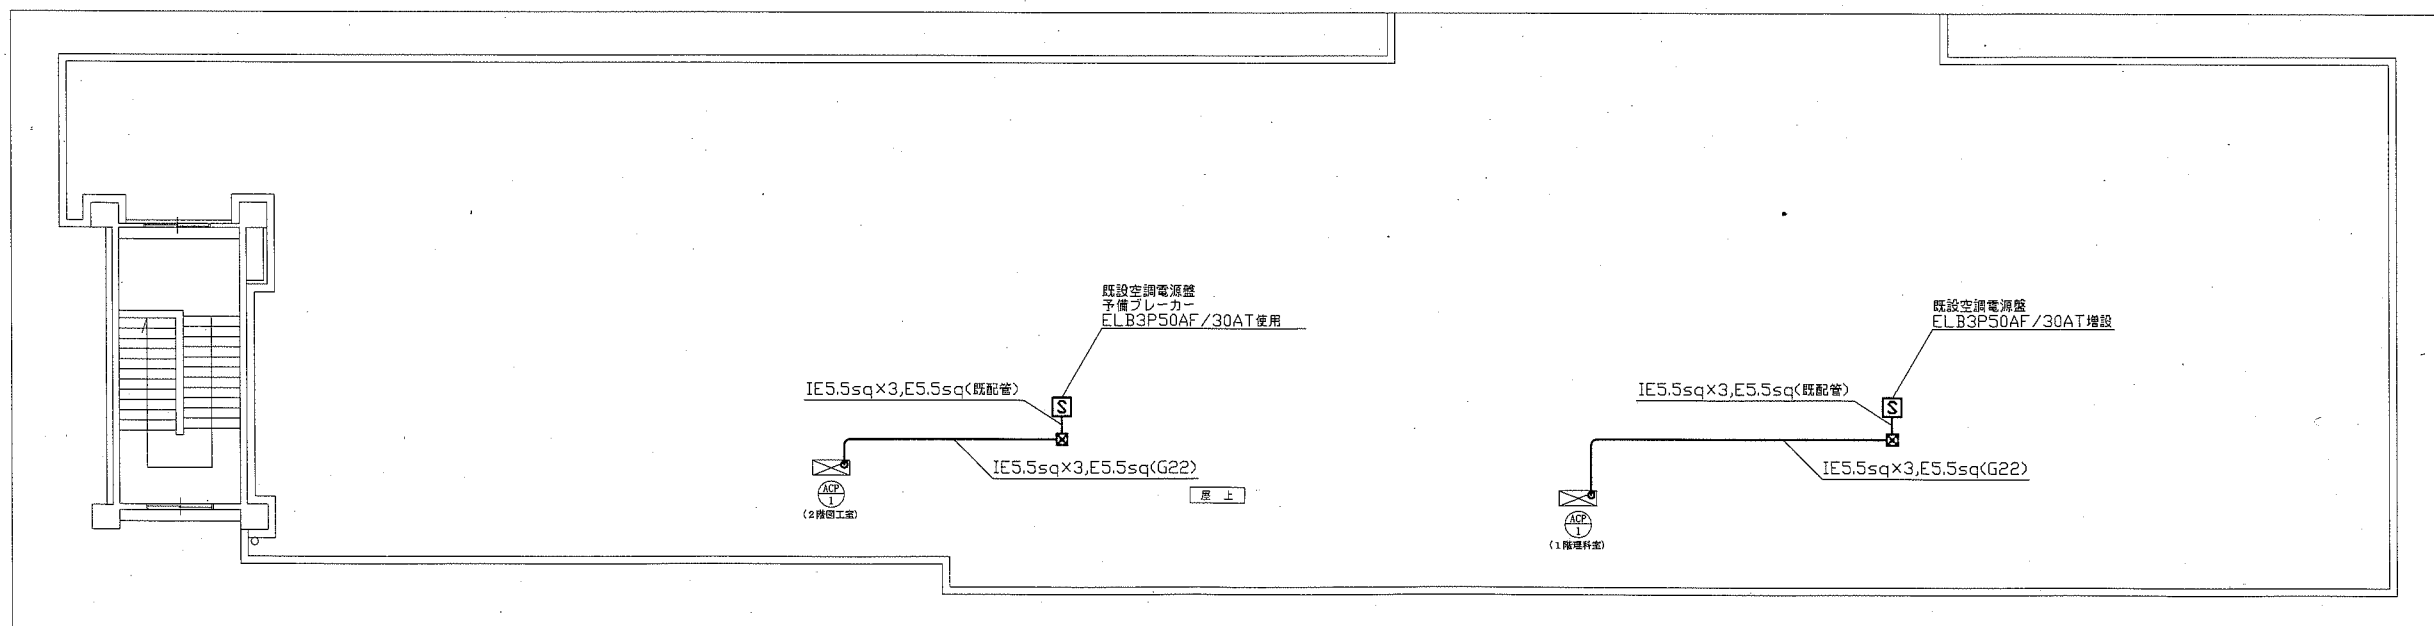 既設空調電源盤
予備ブレーカー
ELB3P50AF/30AT使用
IE5.5sq×3,E5.5sq(既配管)
S
IE5.5sq×3,E5.5sq(G22)
ACP
1
(2階図工室)
屋上
既設空調電源盤
ELB3P50AF/30AT増設
IE5.5sq×3,E5.5sq(既配管)
S
IE5.5sq×3,E5.5sq(G22)
ACP
1
(1階理科室)